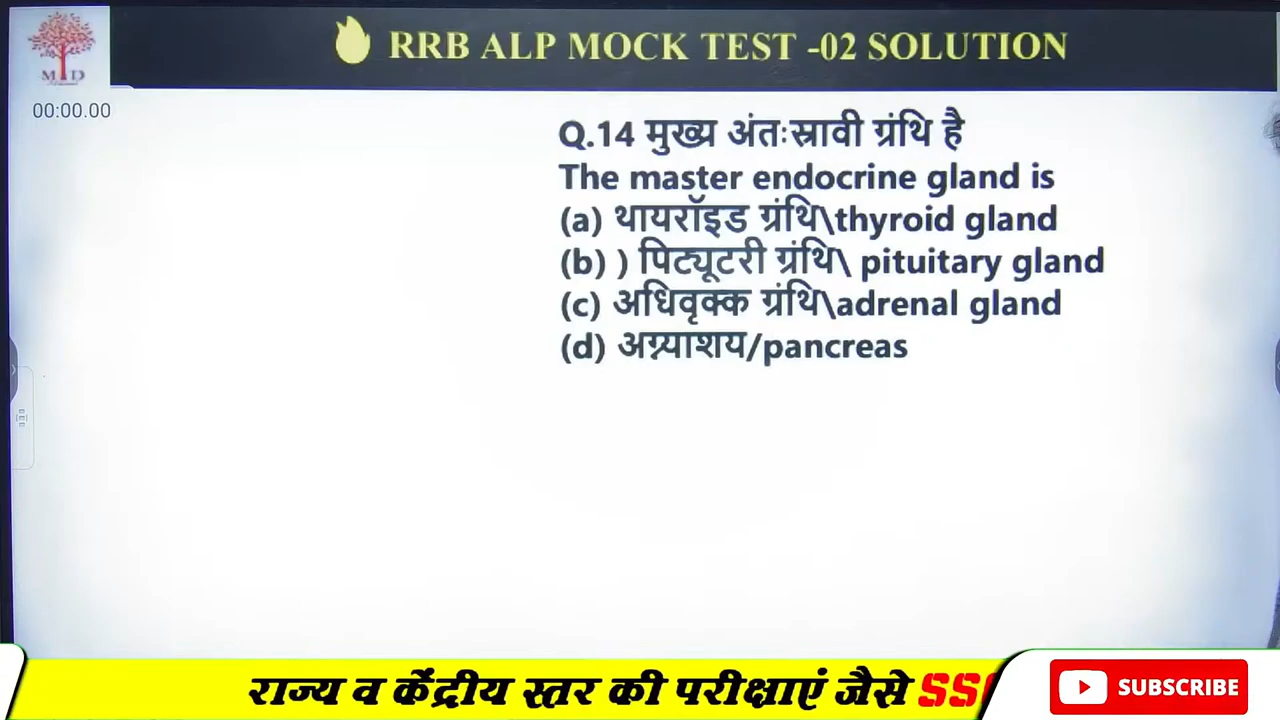 RRB ALP MOCK TEST -02 SOLUTION
M D
00:00.00
Q.14 मुख्य अंतःस्रावी ग्रंथि है
The master endocrine gland is
(a) थायरॉइड ग्रंथि\thyroid gland
(b) ) पिट्यूटरी ग्रंथि\ pituitary gland
(c) अधिवृक्क ग्रंथि\adrenal gland
(d) अग्न्याशय/pancreas
राज्य व केंद्रीय स्तर की परीक्षाएं जैसे SS
SUBSCRIBE